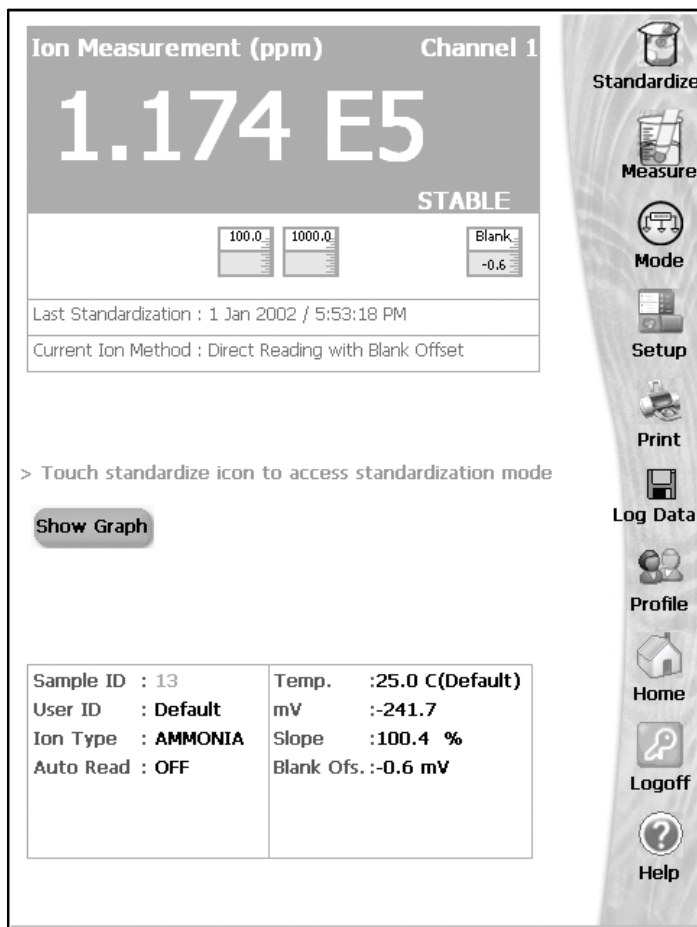 Ion Measurement (ppm) Channel 1
1.174 E5
STABLE
100.0 1000.0 Blank
-0.6
Last Standardization : 1 Jan 2002 / 5:53:18 PM
Current Ion Method : Direct Reading with Blank Offset
> Touch standardize icon to access standardization mode
Show Graph
Sample ID : 13
User ID : Default
Ion Type : AMMONIA
Auto Read : OFF
Temp. :25.0 C(Default)
mV :-241.7
Slope :100.4 %
Blank Ofs. :-0.6 mV
Standardize
Measure
Mode
Setup
Print
Log Data
Profile
Home
Logoff
Help